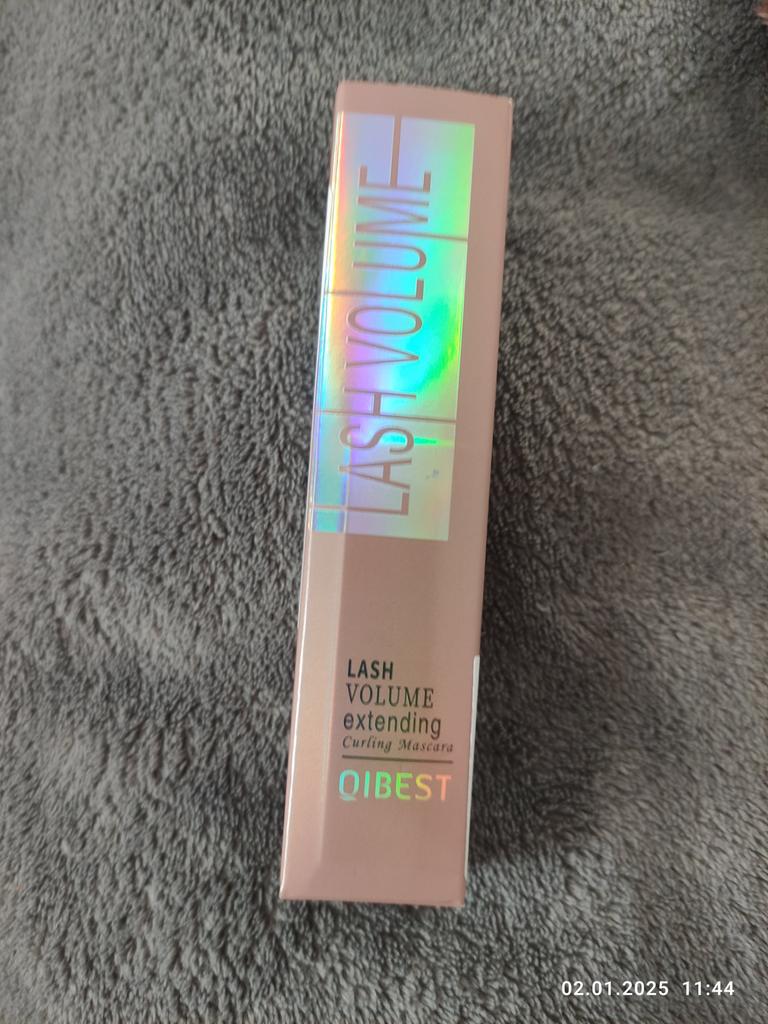 LASH VOLUME
LASH
VOLUME
extending
Curling Mascara
QIBEST
02.01.2025 11:44